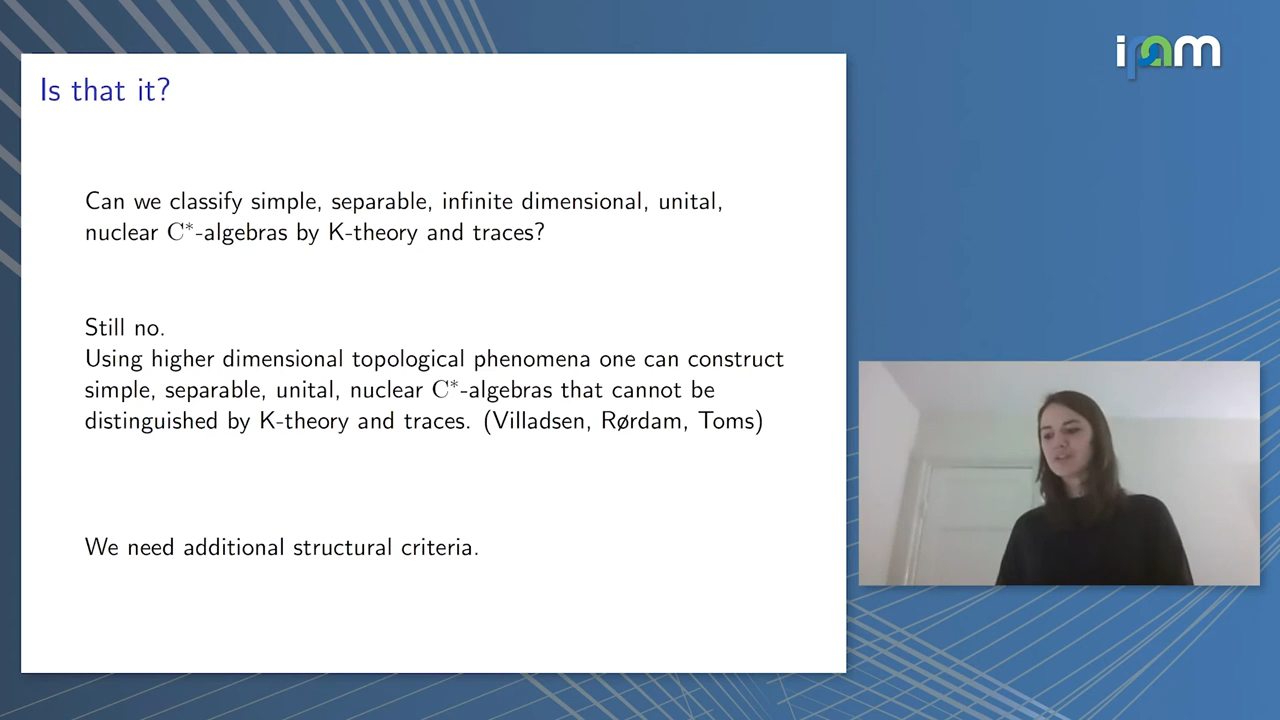 ipam
Is that it?
Can we classify simple, separable, infinite dimensional, unital,
nuclear C*-algebras by K-theory and traces?
Still no.
Using higher dimensional topological phenomena one can construct
simple, separable, unital, nuclear C*-algebras that cannot be
distinguished by K-theory and traces. (Villadsen, Rørdam, Toms)
We need additional structural criteria.